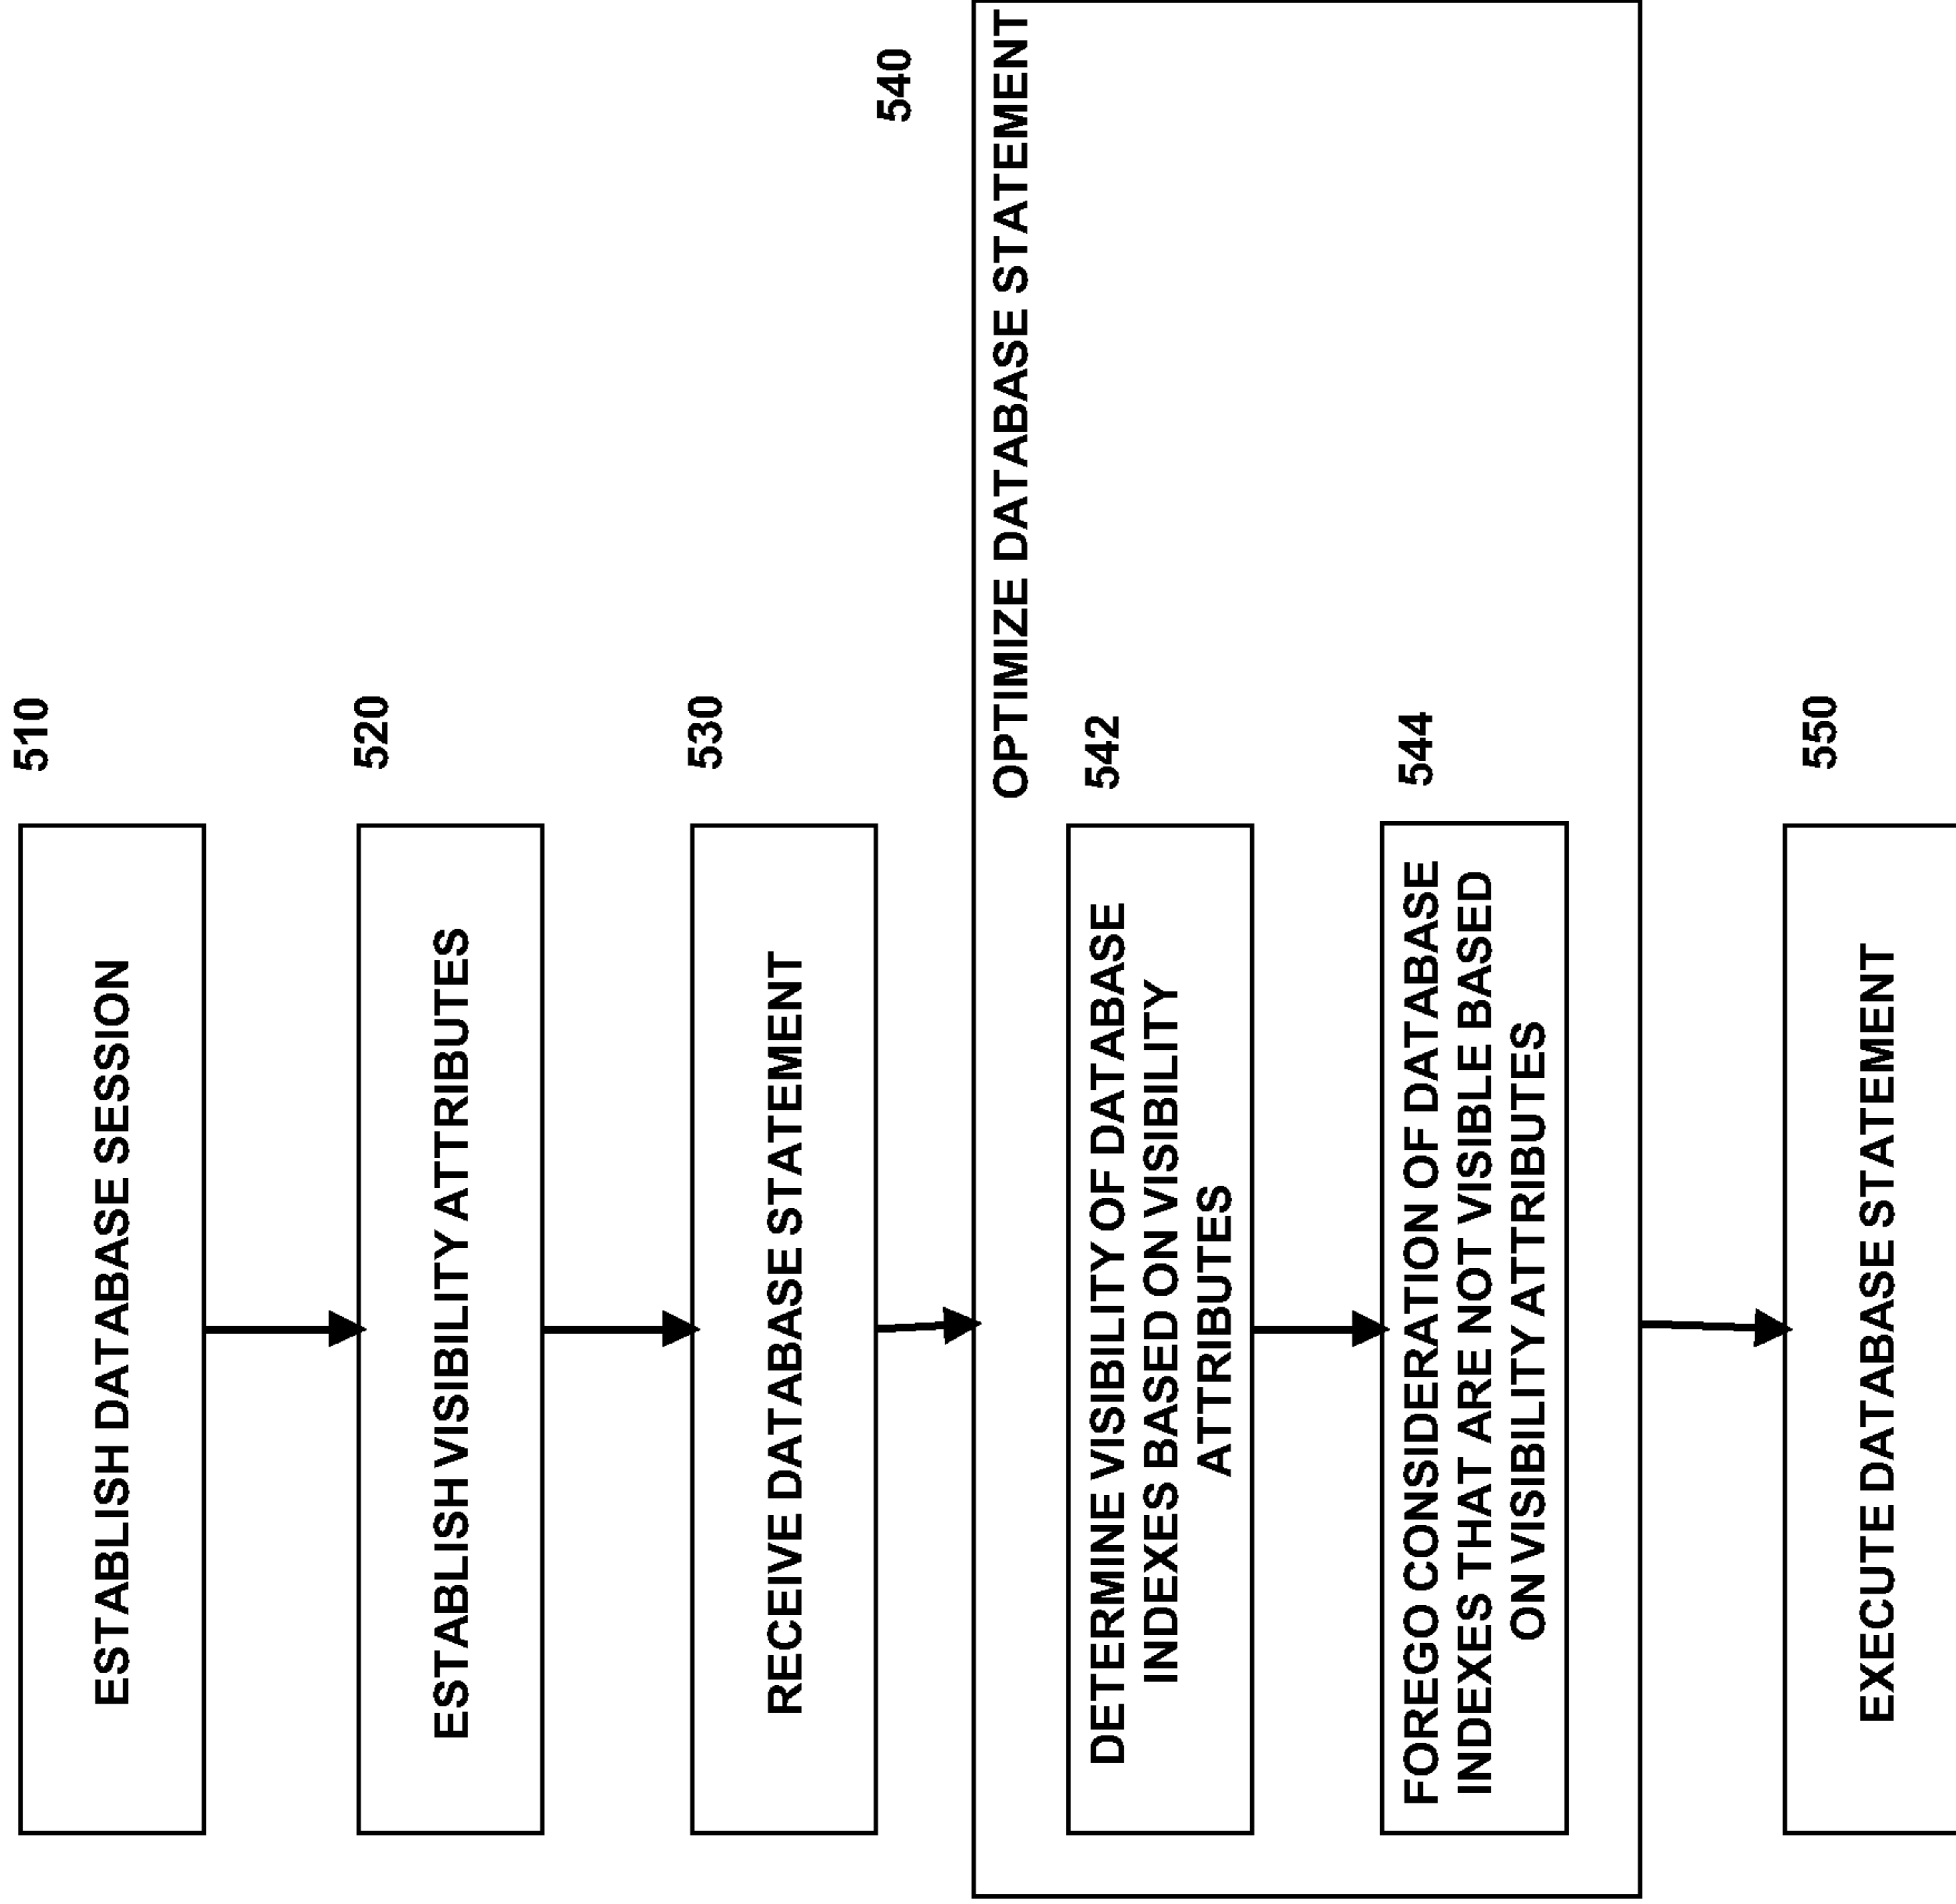 510
ESTABLISH DATABASE SESSION
520
ESTABLISH VISIBILITY ATTRIBUTES
530
RECEIVE DATABASE STATEMENT
540
OPTIMIZE DATABASE STATEMENT
542
DETERMINE VISIBILITY OF DATABASE
INDEXES BASED ON VISIBILITY
ATTRIBUTES
544
FOREGO CONSIDERATION OF DATABASE
INDEXES THAT ARE NOT VISIBLE BASED
ON VISIBILITY ATTRIBUTES
550
EXECUTE DATABASE STATEMENT